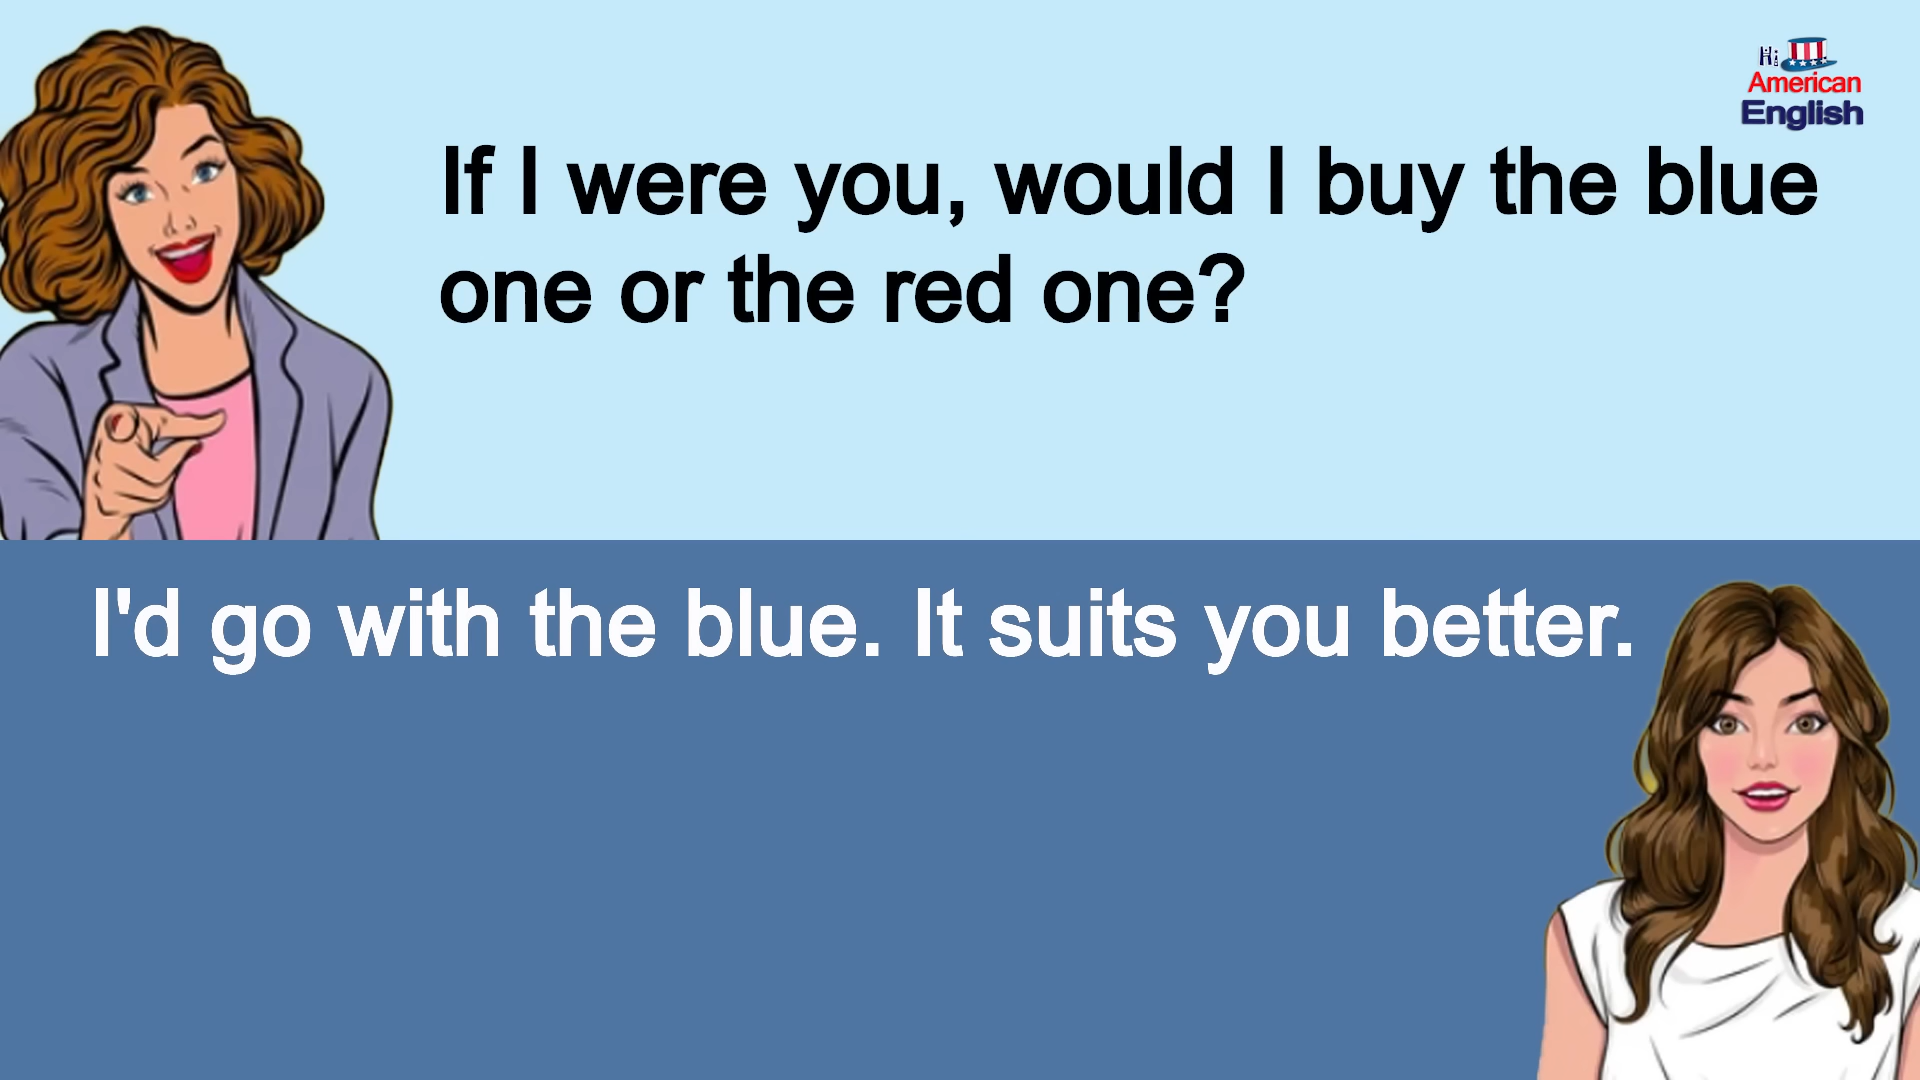 Hi
American
English
If I were you, would I buy the blue
one or the red one?
I'd go with the blue. It suits you better.